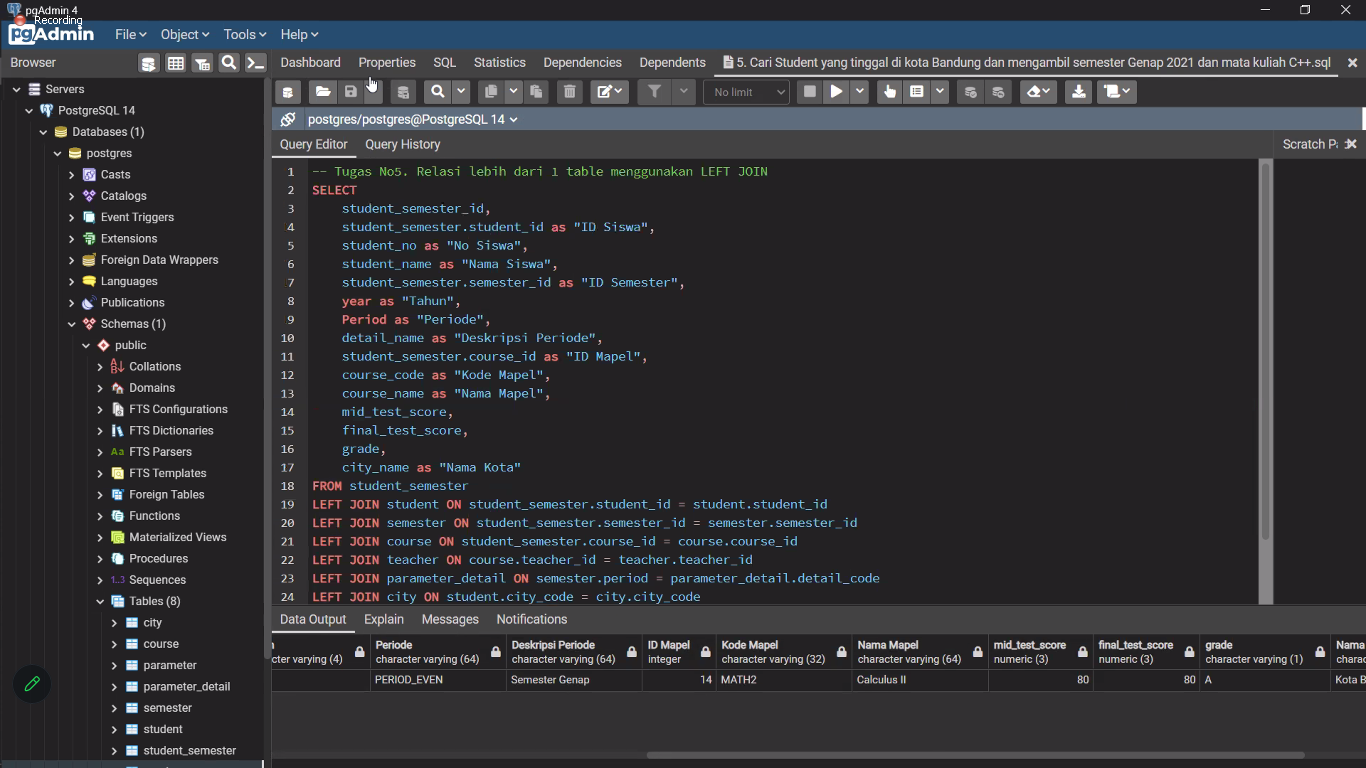 pgAdmin 4
Recording
pgAdmin File Object Tools Help
Browser
Dashboard Properties SQL Statistics Dependencies Dependents 5. Cari Student yang tinggal di kota Bandung dan mengambil semester Genap 2021 dan mata kuliah C++.sql
No limit
postgres/postgres@PostgreSQL 14
Query Editor Query History
Scratch Pa
Servers
PostgreSQL 14
Databases (1)
postgres
Casts
Catalogs
Event Triggers
Extensions
Foreign Data Wrappers
Languages
Publications
Schemas (1)
public
Collations
Domains
FTS Configurations
FTS Dictionaries
FTS Parsers
FTS Templates
Foreign Tables
Functions
Materialized Views
Procedures
1..3 Sequences
Tables (8)
city
course
parameter
parameter_detail
semester
student
student_semester
1 -- Tugas No5. Relasi lebih dari 1 table menggunakan LEFT JOIN
2 SELECT
3 student_semester_id,
4 student_semester.student_id as "ID Siswa",
5 student_no as "No Siswa",
6 student_name as "Nama Siswa",
7 student_semester.semester_id as "ID Semester",
8 year as "Tahun",
9 Period as "Periode",
10 detail_name as "Deskripsi Periode",
11 student_semester.course_id as "ID Mapel",
12 course_code as "Kode Mapel",
13 course_name as "Nama Mapel",
14 mid_test_score,
15 final_test_score,
16 grade,
17 city_name as "Nama Kota"
18 FROM student_semester
19 LEFT JOIN student ON student_semester.student_id = student.student_id
20 LEFT JOIN semester ON student_semester.semester_id = semester.semester_id
21 LEFT JOIN course ON student_semester.course_id = course.course_id
22 LEFT JOIN teacher ON course.teacher_id = teacher.teacher_id
23 LEFT JOIN parameter_detail ON semester.period = parameter_detail.detail_code
24 LEFT JOIN city ON student.city_code = city.city_code
Data Output Explain Messages Notifications
Periode Deskripsi Periode ID Mapel Kode Mapel Nama Mapel mid_test_score final_test_score grade Nama
cter varying (4) character varying (64) character varying (64) integer character varying (32) character varying (64) numeric (3) numeric (3) character varying (1) charac
PERIOD_EVEN Semester Genap 14 MATH2 Calculus II 80 80 A Kota B